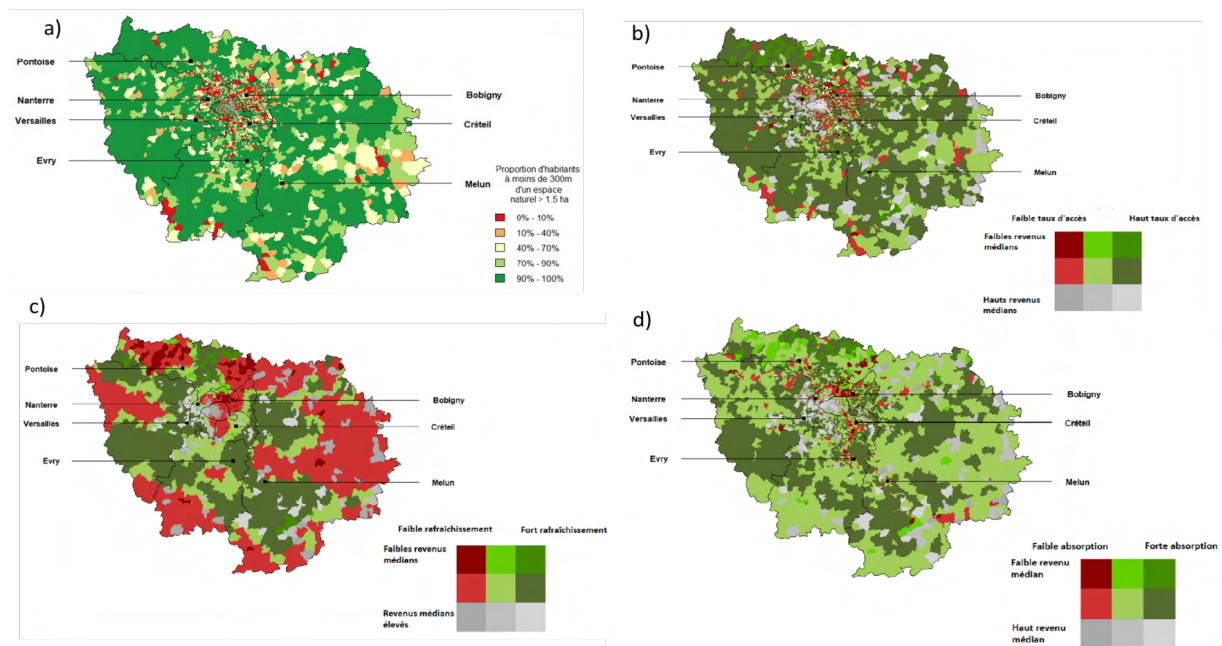 a)
Pontoise
Nanterre
Versailles
Evry
Bobigny
Créteil
Melun
Proportion d'habitants
à moins de 300m
d'un espace
naturel > 1.5 ha
0% - 10%
10% - 40%
40% - 70%
70% - 90%
90% - 100%
b)
Pontoise
Nanterre
Versailles
Evry
Bobigny
Créteil
Melun
Faible taux d'accès Haut taux d'accès
Faibles revenus
médians
Hauts revenus
médians
c)
Pontoise
Nanterre
Versailles
Evry
Bobigny
Créteil
Melun
Faible rafraîchissement Fort rafraîchissement
Faibles revenus
médians
Revenus médians
élevés
d)
Pontoise
Nanterre
Versailles
Evry
Bobigny
Créteil
Melun
Faible absorption Forte absorption
Faible revenu
médian
Haut revenu
médian